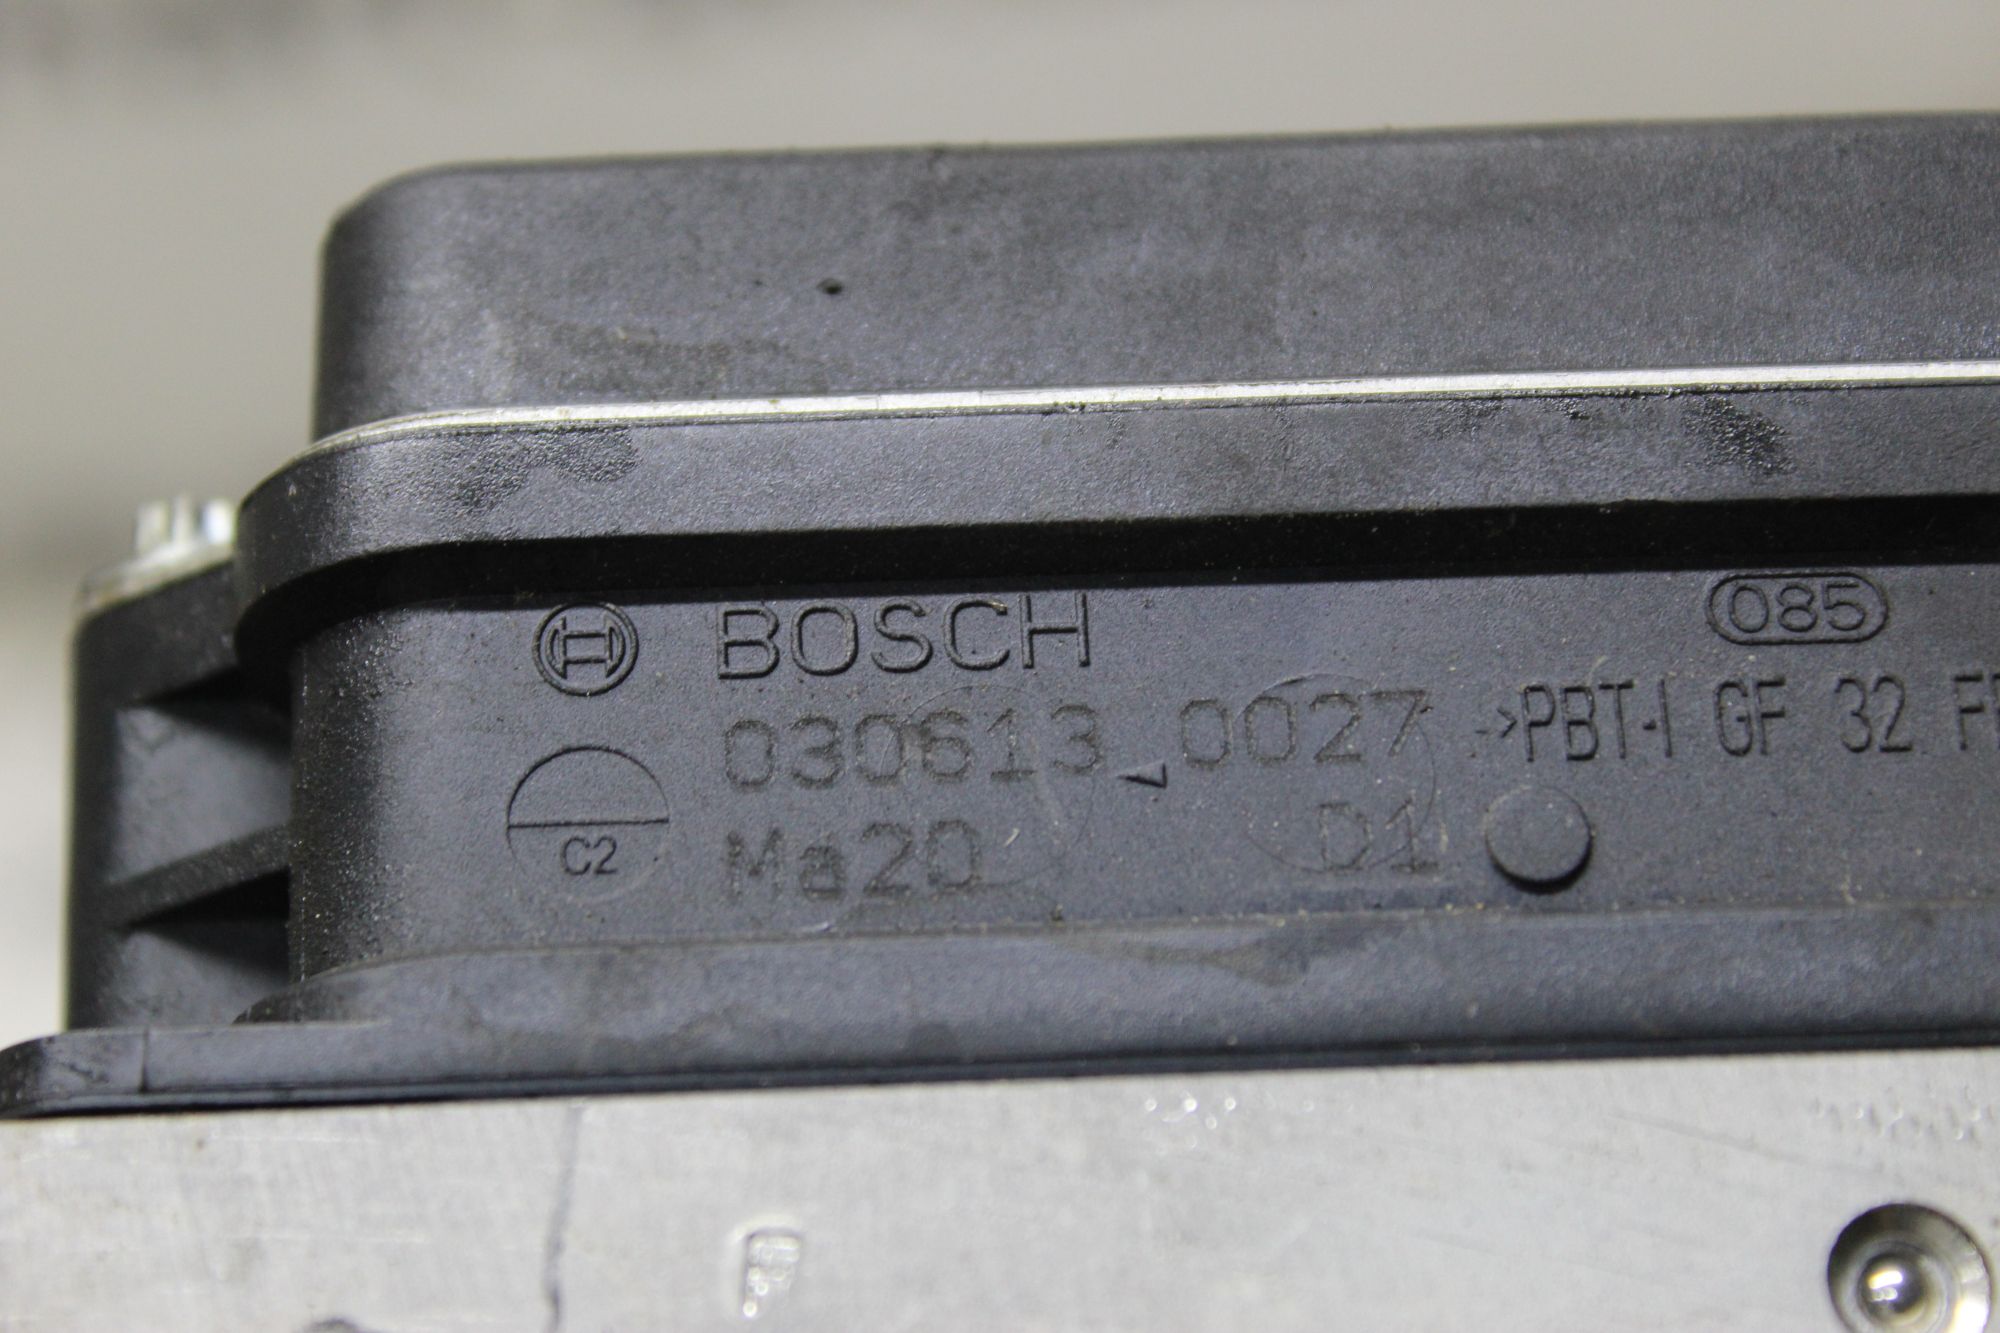 BOSCH
085
030613 0027
>PBT-I GF 32
C2
Ma20 D1